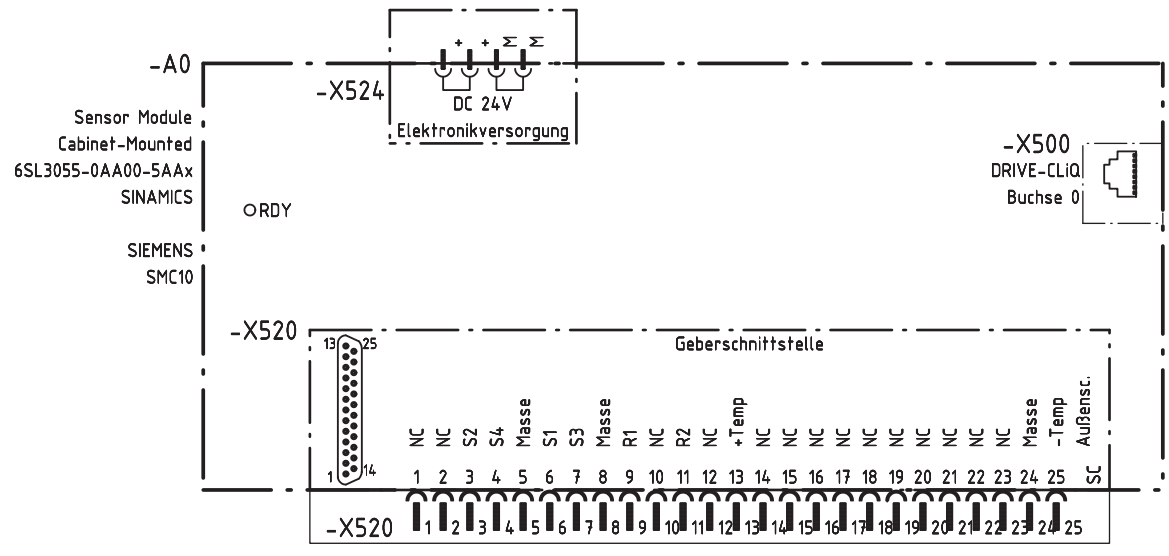 + + M M
-A0
-X524
DC 24V
Elektronikversorgung
Sensor Module
Cabinet-Mounted
6SL3055-0AA00-5AAx
SINAMICS
SIEMENS
SMC10
RDY
-X500
DRIVE-CLiQ
Buchse 0
-X520
13 25
1 14
Geberschnittstelle
NC NC S2 S4 Masse S1 S3 Masse R1 NC R2 NC +Temp NC NC NC NC NC NC NC NC NC NC Masse -Temp Außensc.
1 2 3 4 5 6 7 8 9 10 11 12 13 14 15 16 17 18 19 20 21 22 23 24 25 SC
-X520
1 2 3 4 5 6 7 8 9 10 11 12 13 14 15 16 17 18 19 20 21 22 23 24 25